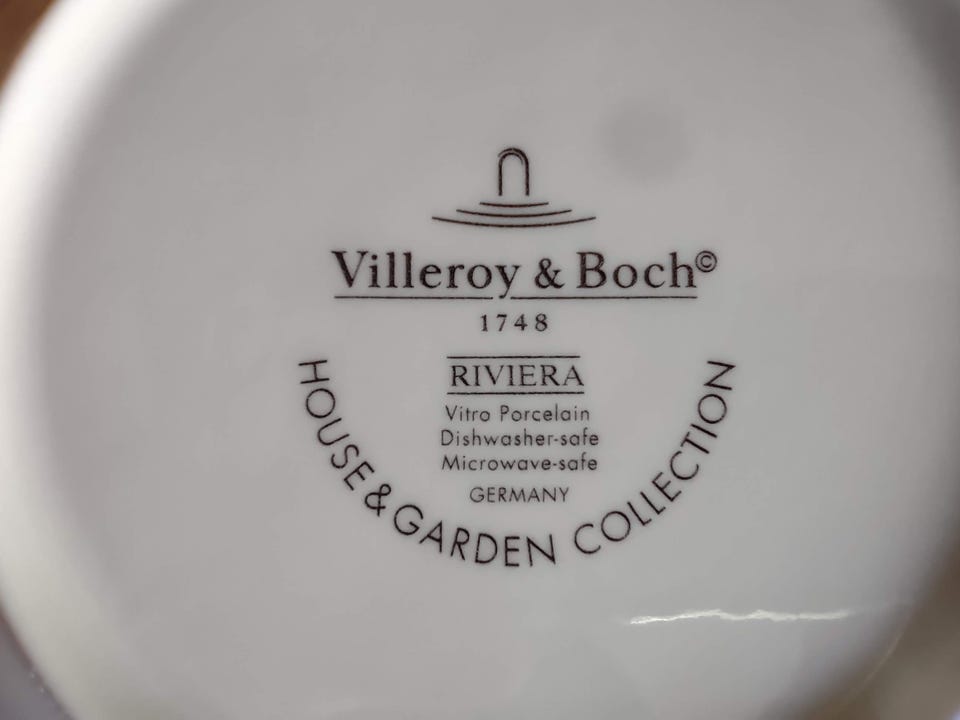 Villeroy & Boch©
1748
RIVIERA
Vitro Porcelain
Dishwasher-safe
Microwave-safe
GERMANY
HOUSE & GARDEN COLLECTION